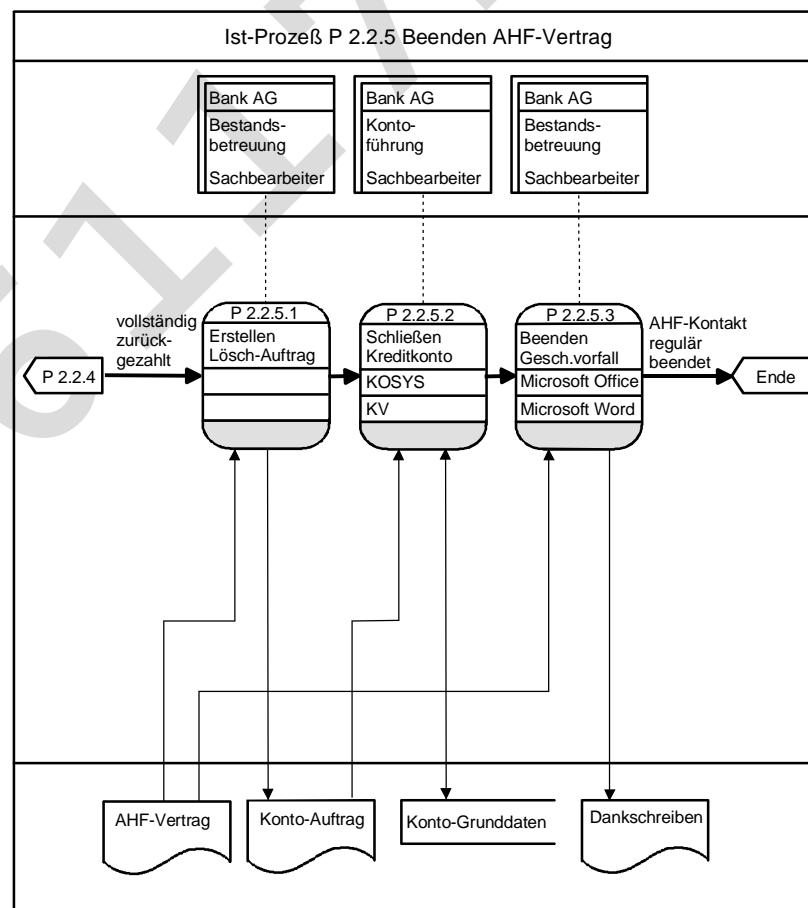 Ist-Prozeß P 2.2.5 Beenden AHF-Vertrag
Bank AG
Bestands-
betreuung
Sachbearbeiter
Bank AG
Konto-
führung
Sachbearbeiter
Bank AG
Bestands-
betreuung
Sachbearbeiter
P 2.2.4
vollständig
zurück-
gezahlt
P 2.2.5.1
Erstellen
Lösch-Auftrag
P 2.2.5.2
Schließen
Kreditkonto
KOSYS
KV
P 2.2.5.3
Beenden
Gesch.vorfall
Microsoft Office
Microsoft Word
AHF-Kontakt
regulär
beendet
Ende
AHF-Vertrag
Konto-Auftrag
Konto-Grunddaten
Dankschreiben